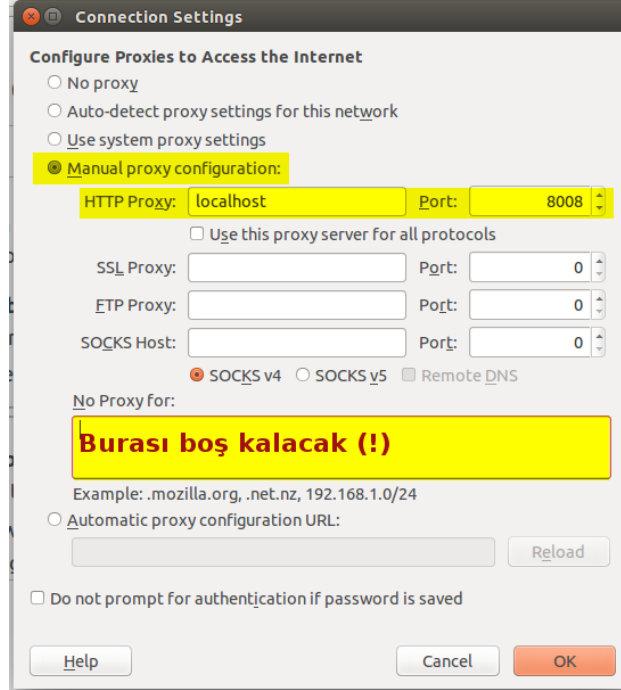 Connection Settings
Configure Proxies to Access the Internet
No proxy
Auto-detect proxy settings for this network
Use system proxy settings
Manual proxy configuration:
HTTP Proxy: localhost Port: 8008
Use this proxy server for all protocols
SSL Proxy: Port: 0
FTP Proxy: Port: 0
SOCKS Host: Port: 0
SOCKS v4 SOCKS v5 Remote DNS
No Proxy for:
Burası boş kalacak (!)
Example: .mozilla.org, .net.nz, 192.168.1.0/24
Automatic proxy configuration URL:
Reload
Do not prompt for authentication if password is saved
Help Cancel OK